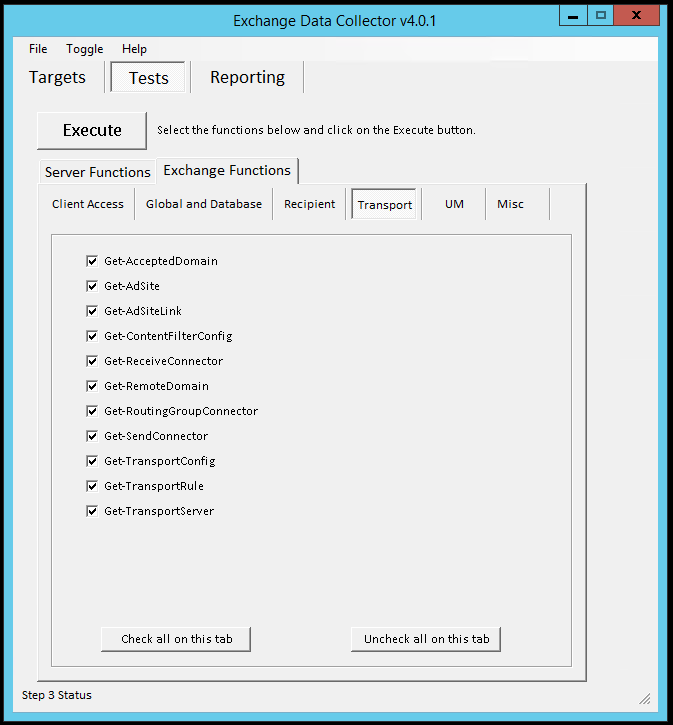 Exchange Data Collector v4.0.1
File Toggle Help
Targets Tests Reporting
Execute Select the functions below and click on the Execute button.
Server Functions Exchange Functions
Client Access Global and Database Recipient Transport UM Misc
Get-AcceptedDomain
Get-AdSite
Get-AdSiteLink
Get-ContentFilterConfig
Get-ReceiveConnector
Get-RemoteDomain
Get-RoutingGroupConnector
Get-SendConnector
Get-TransportConfig
Get-TransportRule
Get-TransportServer
Check all on this tab Uncheck all on this tab
Step 3 Status